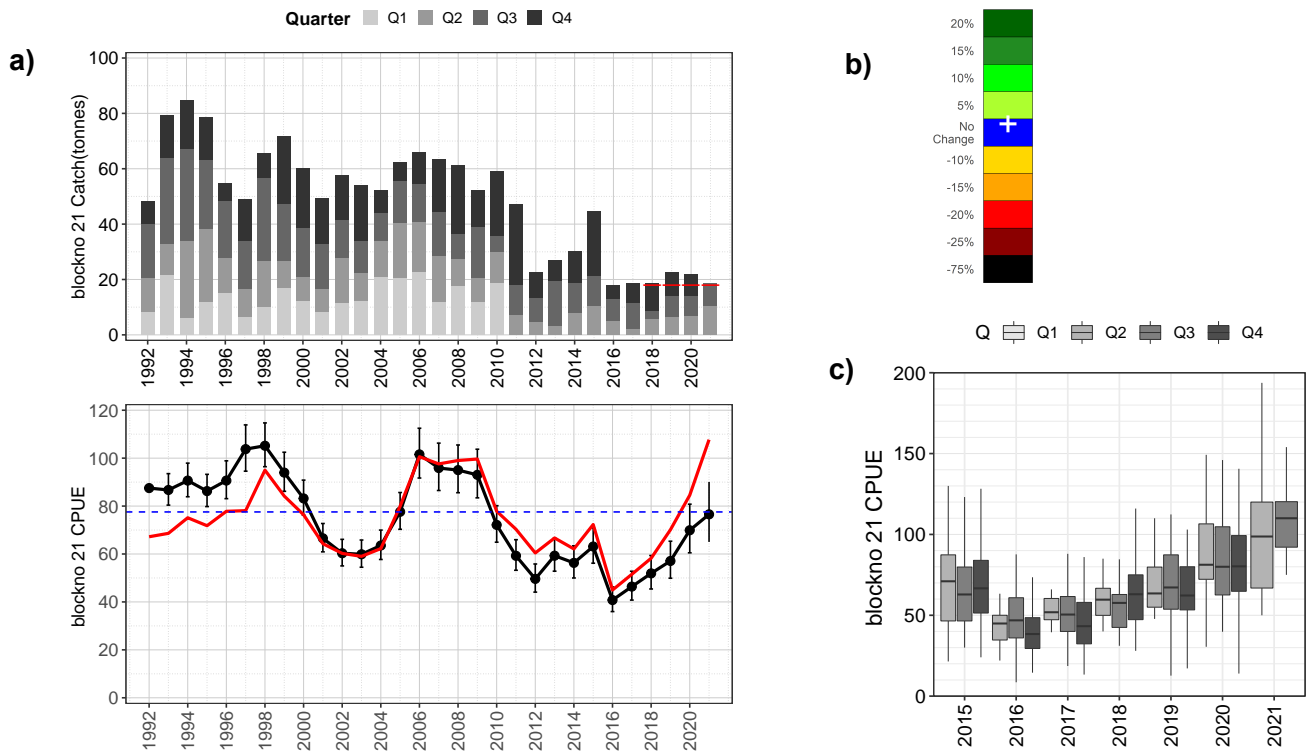 Quarter Q1 Q2 Q3 Q4
a)
blockno 21 Catch(tonnes)
100
80
60
40
20
0
1992 1994 1996 1998 2000 2002 2004 2006 2008 2010 2012 2014 2016 2018 2020
blockno 21 CPUE
120
100
80
60
40
20
0
1992 1994 1996 1998 2000 2002 2004 2006 2008 2010 2012 2014 2016 2018 2020
b)
20%
15%
10%
5%
No
Change
-10%
-15%
-20%
-25%
-75%
Q Q1 Q2 Q3 Q4
c)
blockno 21 CPUE
200
150
100
50
0
2015 2016 2017 2018 2019 2020 2021